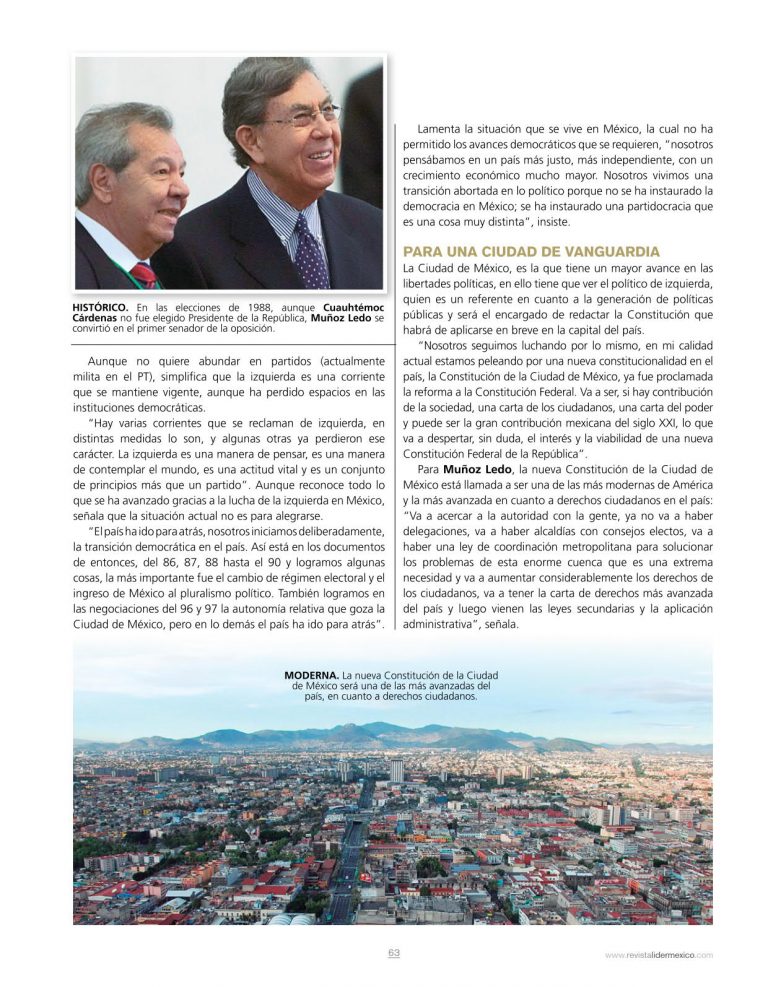 HISTÓRICO. En las elecciones de 1988, aunque Cuauhtémoc
Cárdenas no fue elegido Presidente de la República, Muñoz Ledo se
convirtió en el primer senador de la oposición.
Aunque no quiere abundar en partidos (actualmente
milita en el PT), simplifica que la izquierda es una corriente
que se mantiene vigente, aunque ha perdido espacios en las
instituciones democráticas.
“Hay varias corrientes que se reclaman de izquierda, en
distintas medidas lo son, y algunas otras ya perdieron ese
carácter. La izquierda es una manera de pensar, es una manera
de contemplar el mundo, es una actitud vital y es un conjunto
de principios más que un partido”. Aunque reconoce todo lo
que se ha avanzado gracias a la lucha de la izquierda en México,
señala que la situación actual no es para alegrarse.
“El país ha ido para atrás, nosotros iniciamos deliberadamente,
la transición democrática en el país. Así está en los documentos
de entonces, del 86, 87, 88 hasta el 90 y logramos algunas
cosas, la más importante fue el cambio de régimen electoral y el
ingreso de México al pluralismo político. También logramos en
las negociaciones del 96 y 97 la autonomía relativa que goza la
Ciudad de México, pero en lo demás el país ha ido para atrás”.
Lamenta la situación que se vive en México, la cual no ha
permitido los avances democráticos que se requieren, “nosotros
pensábamos en un país más justo, más independiente, con un
crecimiento económico mucho mayor. Nosotros vivimos una
transición abortada en lo político porque no se ha instaurado la
democracia en México; se ha instaurado una partidocracia que
es una cosa muy distinta”, insiste.
PARA UNA CIUDAD DE VANGUARDIA
La Ciudad de México, es la que tiene un mayor avance en las
libertades políticas, en ello tiene que ver el político de izquierda,
quien es un referente en cuanto a la generación de políticas
públicas y será el encargado de redactar la Constitución que
habrá de aplicarse en breve en la capital del país.
“Nosotros seguimos luchando por lo mismo, en mi calidad
actual estamos peleando por una nueva constitucionalidad en el
país, la Constitución de la Ciudad de México, ya fue proclamada
la reforma a la Constitución Federal. Va a ser, si hay contribución
de la sociedad, una carta de los ciudadanos, una carta del poder
y puede ser la gran contribución mexicana del siglo XXI, lo que
va a despertar, sin duda, el interés y la viabilidad de una nueva
Constitución Federal de la República”.
Para Muñoz Ledo, la nueva Constitución de la Ciudad de
México está llamada a ser una de las más modernas de América
y la más avanzada en cuanto a derechos ciudadanos en el país:
“Va a acercar a la autoridad con la gente, ya no va a haber
delegaciones, va a haber alcaldías con consejos electos, va a
haber una ley de coordinación metropolitana para solucionar
los problemas de esta enorme cuenca que es una extrema
necesidad y va a aumentar considerablemente los derechos de
los ciudadanos, va a tener la carta de derechos más avanzada
del país y luego vienen las leyes secundarias y la aplicación
administrativa”, señala.
MODERNA. La nueva Constitución de la Ciudad
de México será una de las más avanzadas del
país, en cuanto a derechos ciudadanos.
63
www.revistalidermexico.com